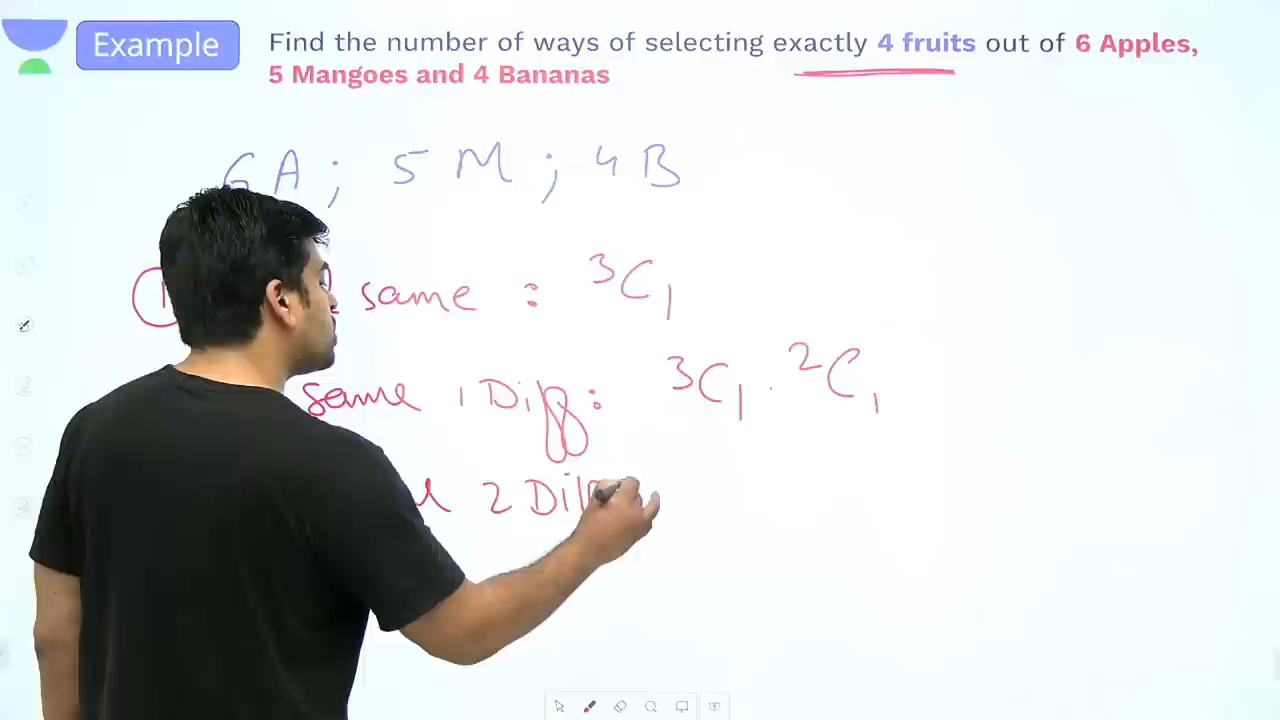 Example
Find the number of ways of selecting exactly 4 fruits out of 6 Apples,
5 Mangoes and 4 Bananas
6A; 5M; 4B
① same : ³C₁
same 1 Diff: ³C₁ . ²C₁
2